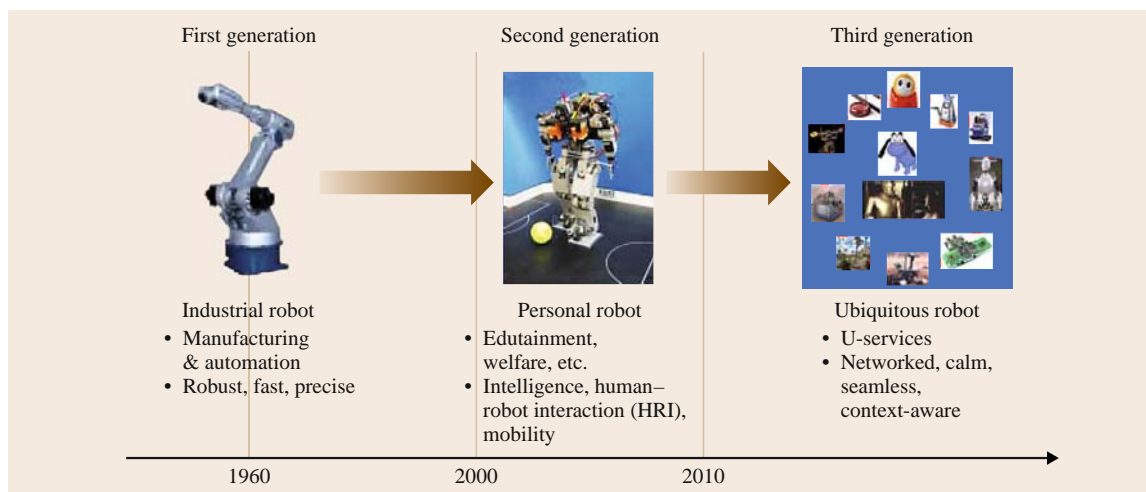 First generation
Second generation
Third generation
Industrial robot
• Manufacturing
& automation
• Robust, fast, precise
Personal robot
• Edutainment,
welfare, etc.
• Intelligence, human–
robot interaction (HRI),
mobility
Ubiquitous robot
• U-services
• Networked, calm,
seamless,
context-aware
1960
2000
2010